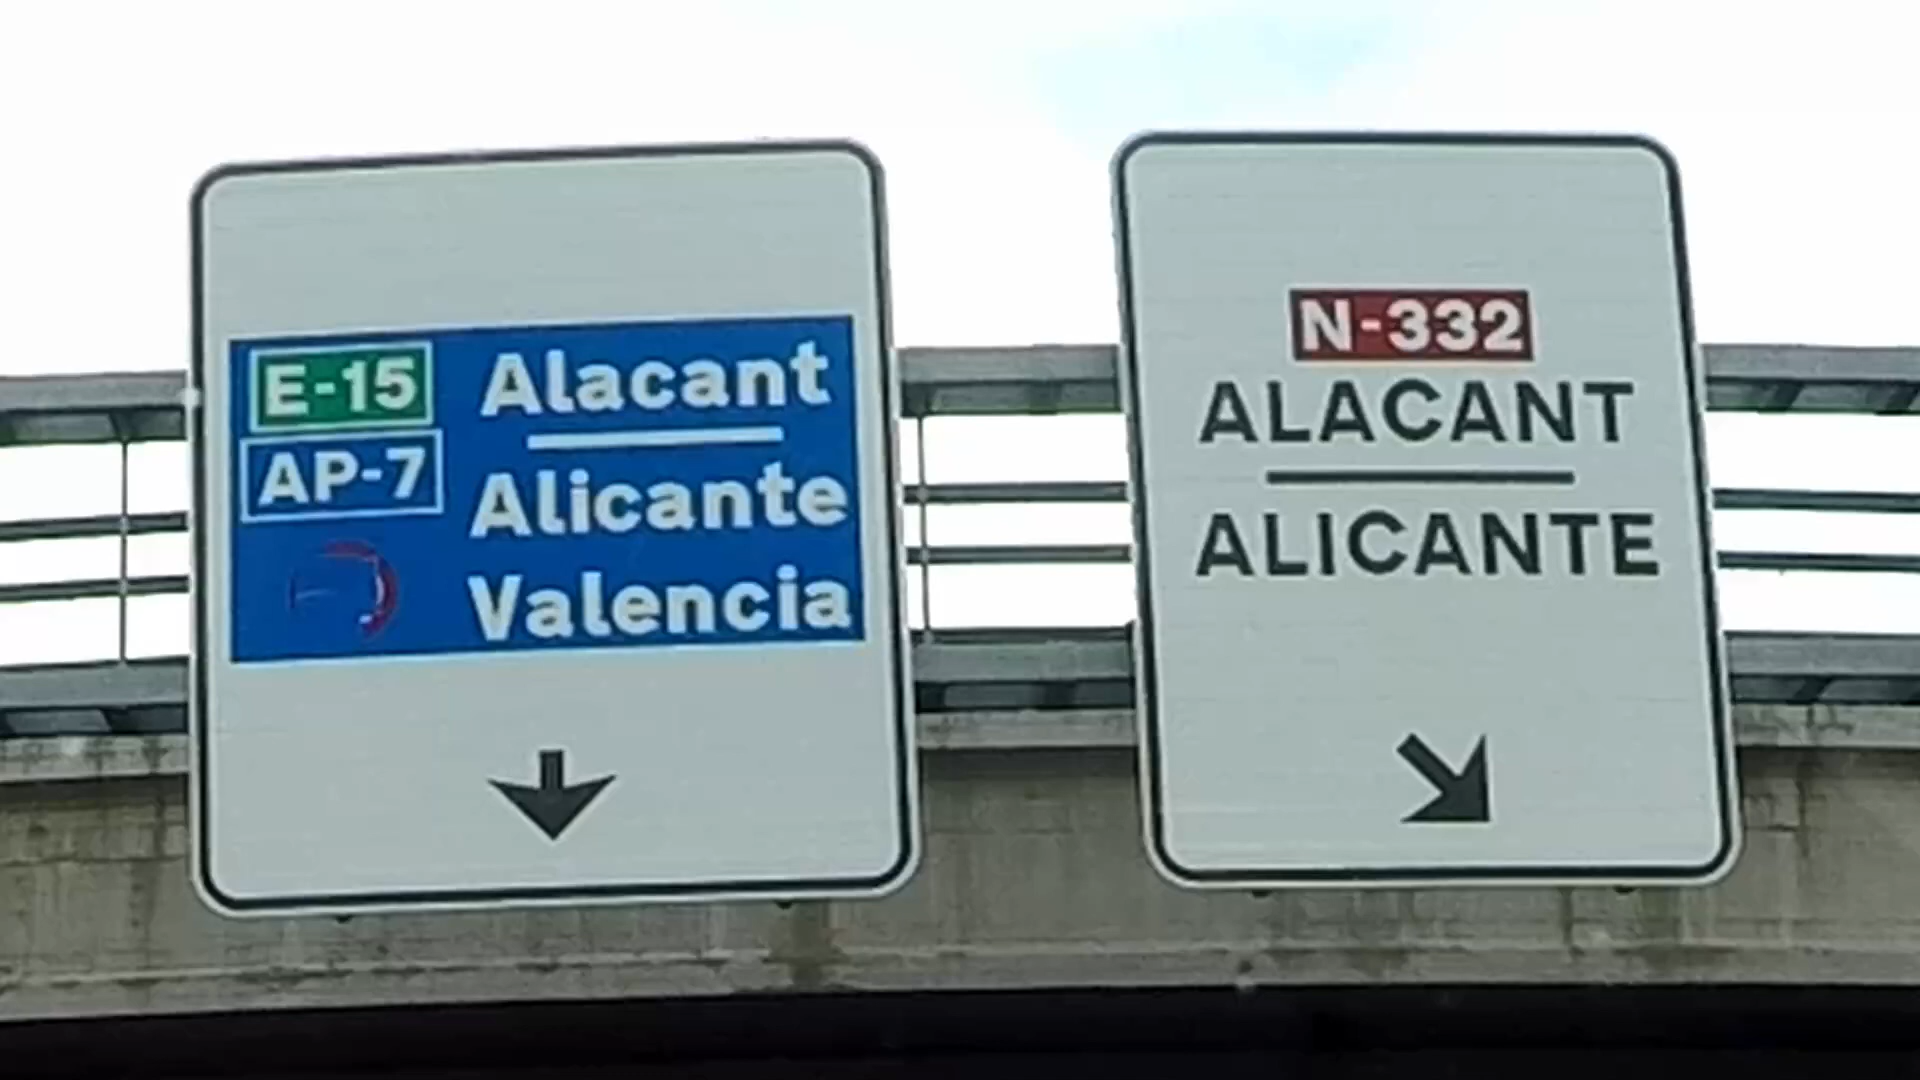 E-15
AP-7
Alacant
Alicante
Valencia
N-332
ALACANT
ALICANTE